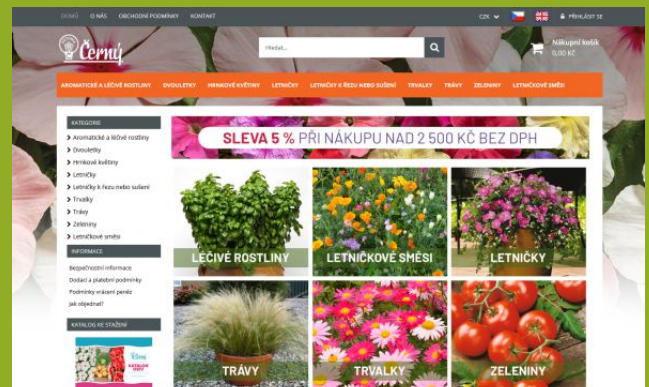 DOMŮ O NÁS OBCHODNÍ PODMÍNKY KONTAKT CZK PŘIHLÁSIT SE
Černý
Hledat...
Nákupní košík
0,00 KČ
AROMATICKÉ A LÉČIVÉ ROSTLINY DVOULETKY HRNKOVÉ KVĚTINY LETNIČKY LETNIČKY K ŘEZU NEBO SUŠENÍ TRVALKY TRÁVY ZELENINY LETNIČKOVÉ SMĚSI
KATEGORIE
Aromatické a léčivé rostliny
Dvouletky
Hrnkové květiny
Letničky
Letničky k řezu nebo sušení
Trvalky
Trávy
Zeleniny
Letničkové směsi
INFORMACE
Bezpečnostní informace
Dodací a platební podmínky
Podmínky vrácení peněz
Jak objednat?
KATALOG KE STAŽENÍ
Černý
KATALOG
SLEVA 5 % PŘI NÁKUPU NAD 2 500 KČ BEZ DPH
LÉČIVÉ ROSTLINY
LETNIČKOVÉ SMĚSI
LETNIČKY
TRÁVY
TRVALKY
ZELENINY